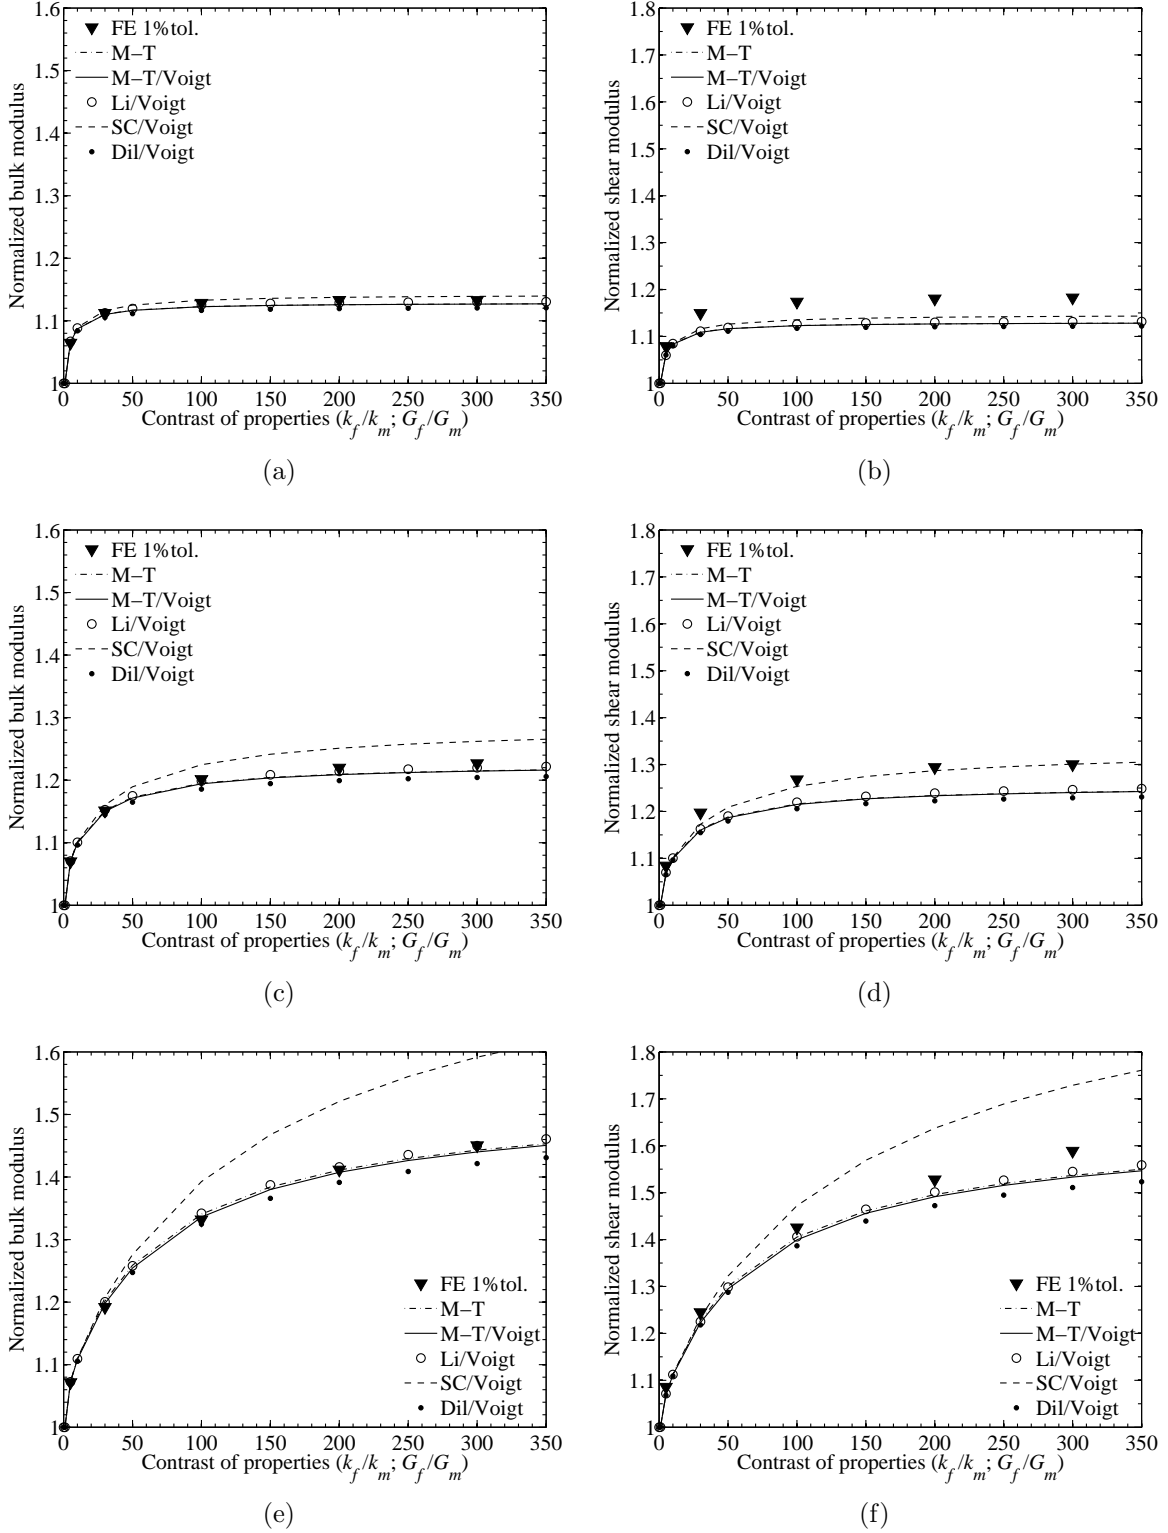 Normalized bulk modulus
1.6
1.5
1.4
1.3
1.2
1.1
1
FE 1%tol.
M−T
M−T/Voigt
Li/Voigt
SC/Voigt
Dil/Voigt
0 50 100 150 200 250 300 350
Contrast of properties (k_f/k_m; G_f/G_m)
(a)
Normalized shear modulus
1.8
1.7
1.6
1.5
1.4
1.3
1.2
1.1
1
FE 1%tol.
M−T
M−T/Voigt
Li/Voigt
SC/Voigt
Dil/Voigt
0 50 100 150 200 250 300 350
Contrast of properties (k_f/k_m; G_f/G_m)
(b)
Normalized bulk modulus
1.6
1.5
1.4
1.3
1.2
1.1
1
FE 1%tol.
M−T
M−T/Voigt
Li/Voigt
SC/Voigt
Dil/Voigt
0 50 100 150 200 250 300 350
Contrast of properties (k_f/k_m; G_f/G_m)
(c)
Normalized shear modulus
1.8
1.7
1.6
1.5
1.4
1.3
1.2
1.1
1
FE 1%tol.
M−T
M−T/Voigt
Li/Voigt
SC/Voigt
Dil/Voigt
0 50 100 150 200 250 300 350
Contrast of properties (k_f/k_m; G_f/G_m)
(d)
Normalized bulk modulus
1.6
1.5
1.4
1.3
1.2
1.1
1
FE 1%tol.
M−T
M−T/Voigt
Li/Voigt
SC/Voigt
Dil/Voigt
0 50 100 150 200 250 300 350
Contrast of properties (k_f/k_m; G_f/G_m)
(e)
Normalized shear modulus
1.8
1.7
1.6
1.5
1.4
1.3
1.2
1.1
1
FE 1%tol.
M−T
M−T/Voigt
Li/Voigt
SC/Voigt
Dil/Voigt
0 50 100 150 200 250 300 350
Contrast of properties (k_f/k_m; G_f/G_m)
(f)